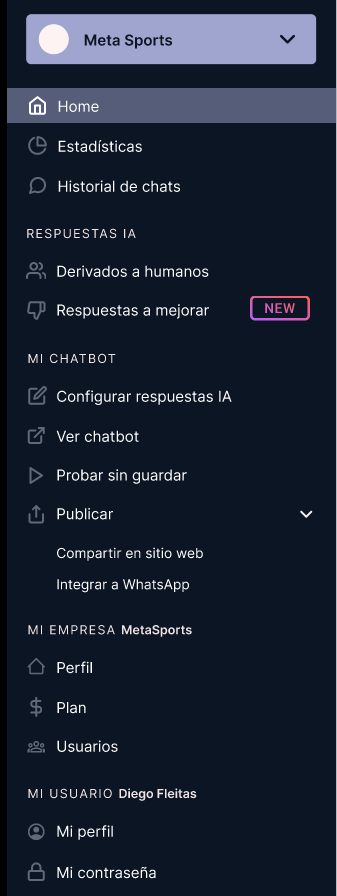 Meta Sports
Home
Estadísticas
Historial de chats
RESPUESTAS IA
Derivados a humanos
Respuestas a mejorar NEW
MI CHATBOT
Configurar respuestas IA
Ver chatbot
Probar sin guardar
Publicar
Compartir en sitio web
Integrar a WhatsApp
MI EMPRESA MetaSports
Perfil
Plan
Usuarios
MI USUARIO Diego Fleitas
Mi perfil
Mi contraseña